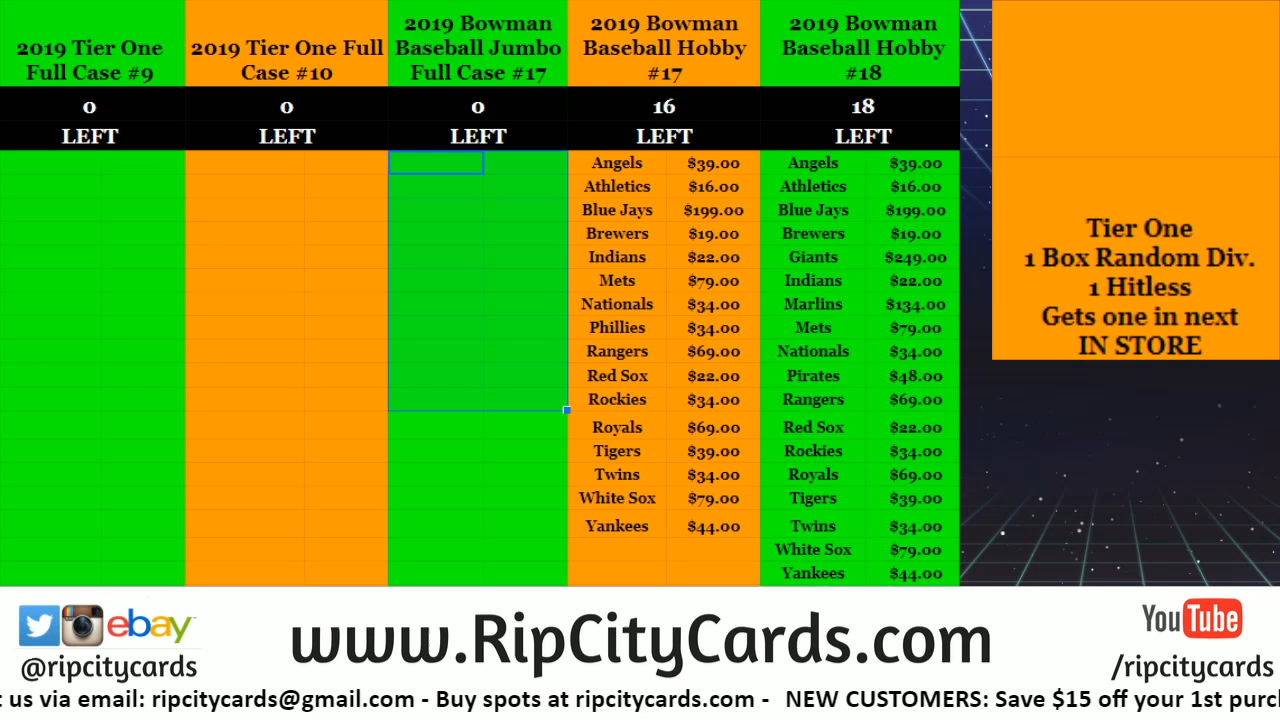 2019 Tier One
Full Case #9
0
LEFT
2019 Tier One Full
Case #10
0
LEFT
2019 Bowman
Baseball Jumbo
Full Case #17
0
LEFT
2019 Bowman
Baseball Hobby
#17
16
LEFT
Angels $39.00
Athletics $16.00
Blue Jays $199.00
Brewers $19.00
Indians $22.00
Mets $79.00
Nationals $34.00
Phillies $34.00
Rangers $69.00
Red Sox $22.00
Rockies $34.00
Royals $69.00
Tigers $39.00
Twins $34.00
White Sox $79.00
Yankees $44.00
2019 Bowman
Baseball Hobby
#18
18
LEFT
Angels $39.00
Athletics $16.00
Blue Jays $199.00
Brewers $19.00
Giants $249.00
Indians $22.00
Marlins $134.00
Mets $79.00
Nationals $34.00
Pirates $48.00
Rangers $69.00
Red Sox $22.00
Rockies $34.00
Royals $69.00
Tigers $39.00
Twins $34.00
White Sox $79.00
Yankees $44.00
Tier One
1 Box Random Div.
1 Hitless
Gets one in next
IN STORE
ebay
@ripcitycards
www.RipCityCards.com
YouTube
/ripcitycards
t us via email: ripcitycards@gmail.com - Buy spots at ripcitycards.com - NEW CUSTOMERS: Save $15 off your 1st purc